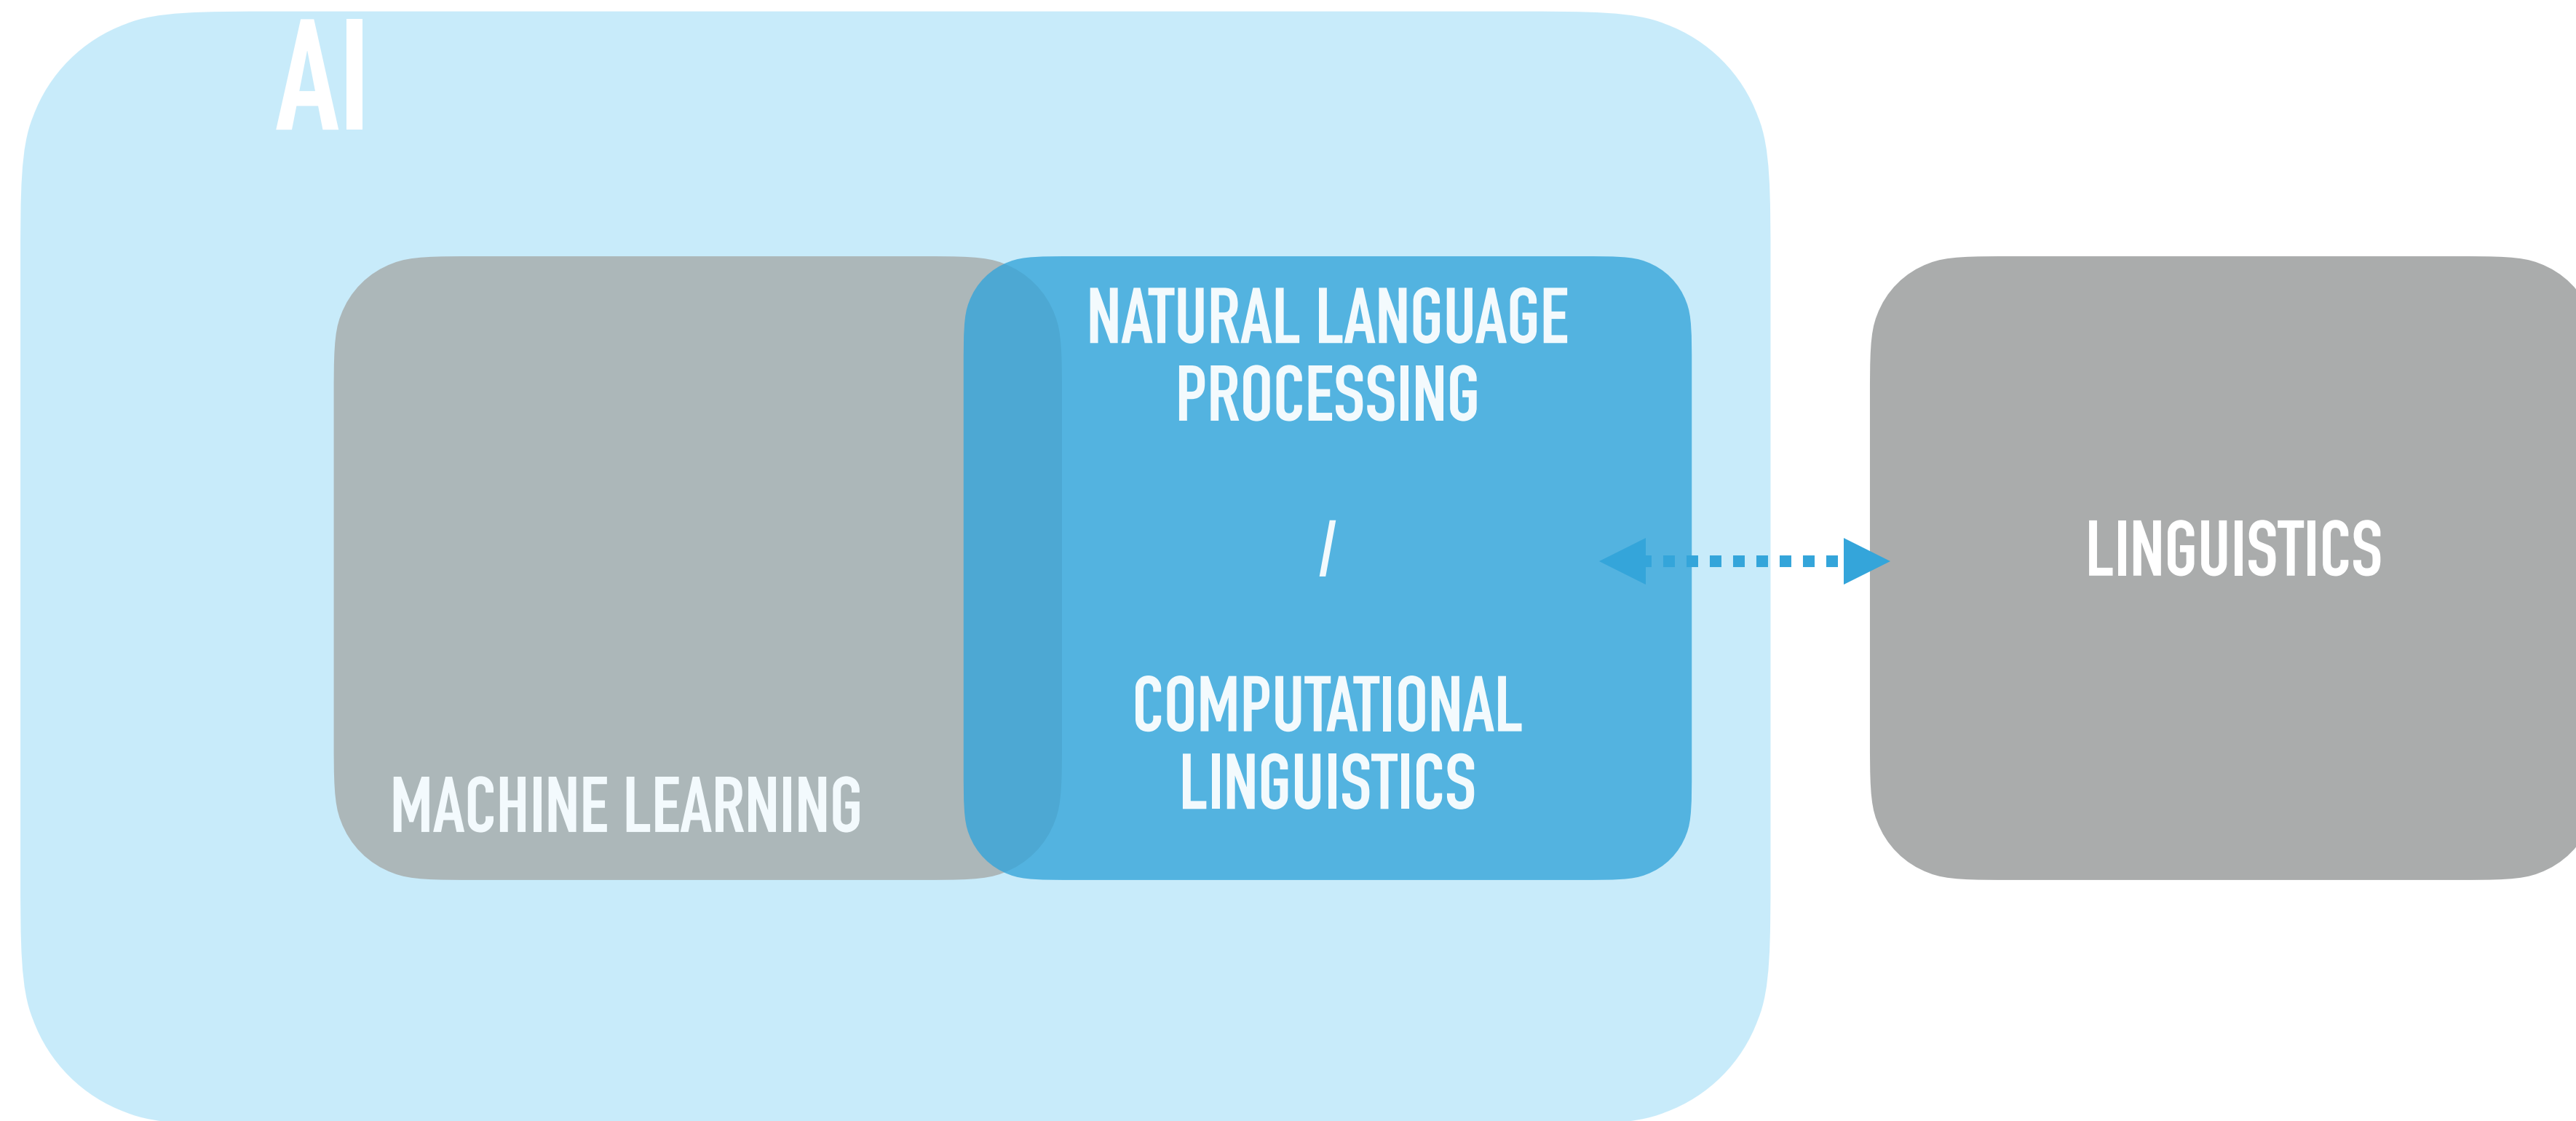 AI
NATURAL LANGUAGE
PROCESSING
/
COMPUTATIONAL
LINGUISTICS
MACHINE LEARNING
LINGUISTICS